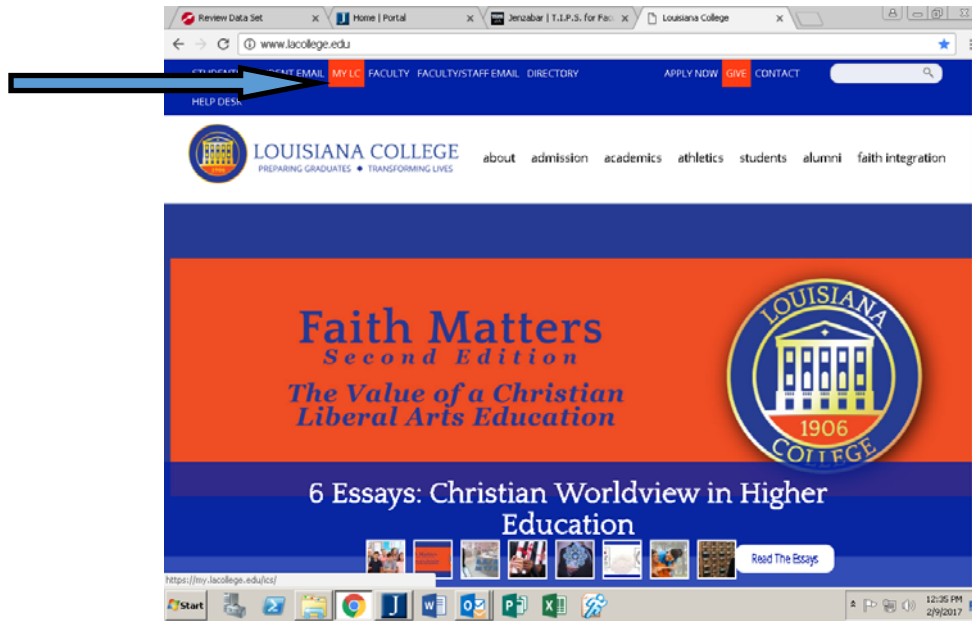 Review Data Set
Home | Portal
Jenzabar | T.I.P.S. for Fac
Louisiana College
www.lacollege.edu
EMAIL MY LC FACULTY FACULTY/STAFF EMAIL DIRECTORY APPLY NOW GIVE CONTACT
HELP DESK
LOUISIANA COLLEGE
PREPARING GRADUATES • TRANSFORMING LIVES
about admission academics athletics students alumni faith integration
Faith Matters
Second Edition
The Value of a Christian
Liberal Arts Education
LOUISIANA
1906
COLLEGE
6 Essays: Christian Worldview in Higher
Education
Read The Essays
https://my.lacollege.edu/ics/
Start
12:35 PM
2/9/2017